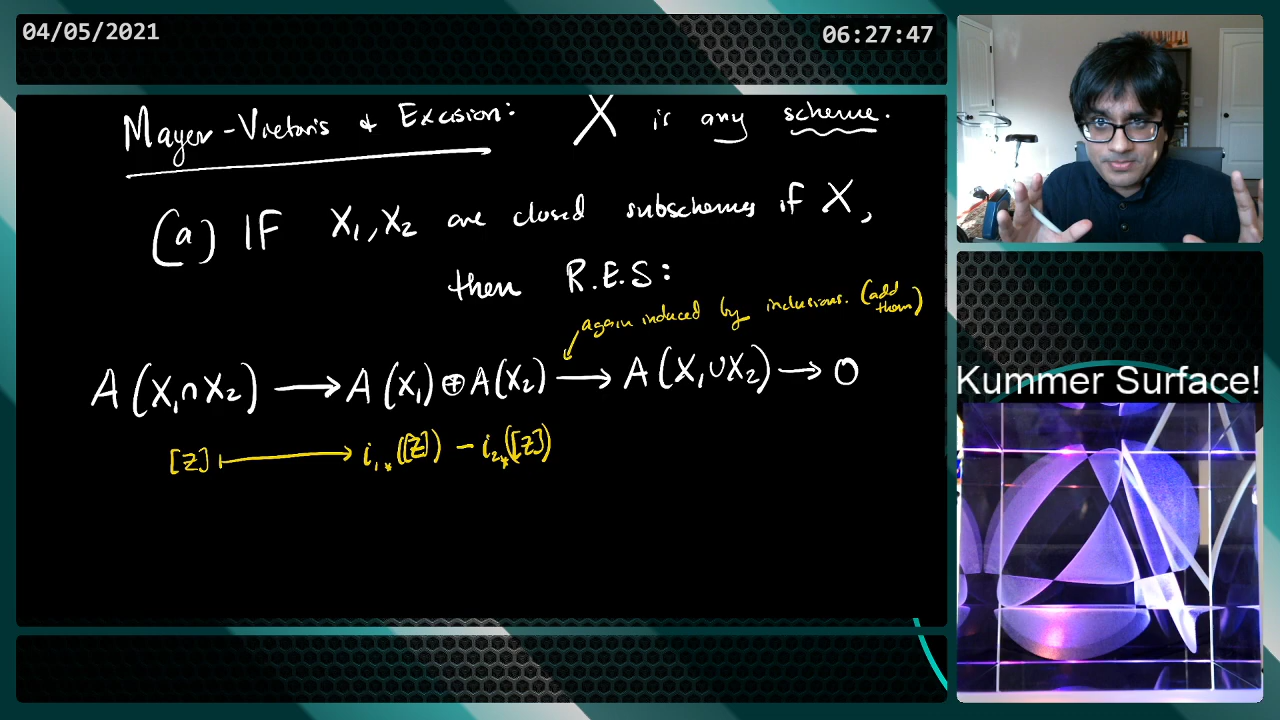 04/05/2021
06:27:47
Mayer-Vietoris & Excision: X is any scheme.
(a) IF X₁, X₂ are closed subschemes if X,
then R.E.S:
again induced by inclusions. (add them)
A(X₁∩X₂) ⟶ A(X₁)⊕A(X₂) ⟶ A(X₁∪X₂) ⟶ 0
[Z] ⟼ i₁*([Z]) - i₂*([Z])
Kummer Surface!